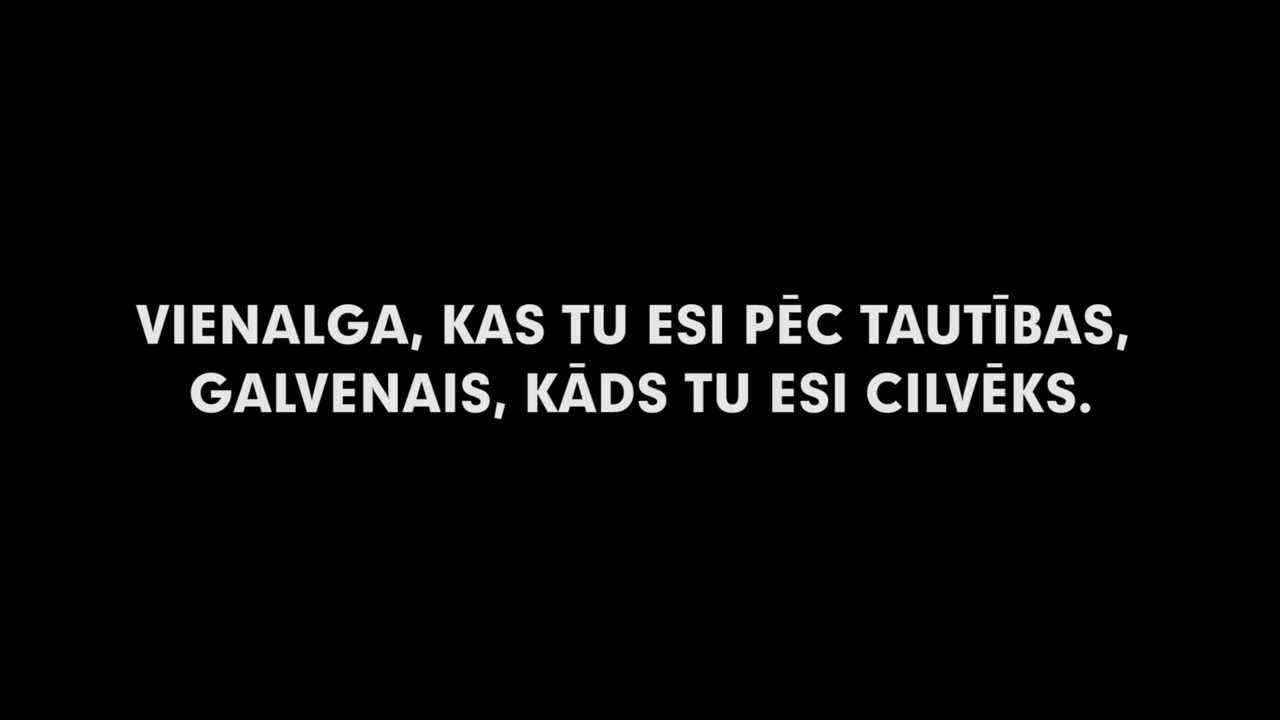 VIENALGA, KAS TU ESI PĒC TAUTĪBAS,
GALVENAIS, KĀDS TU ESI CILVĒKS.